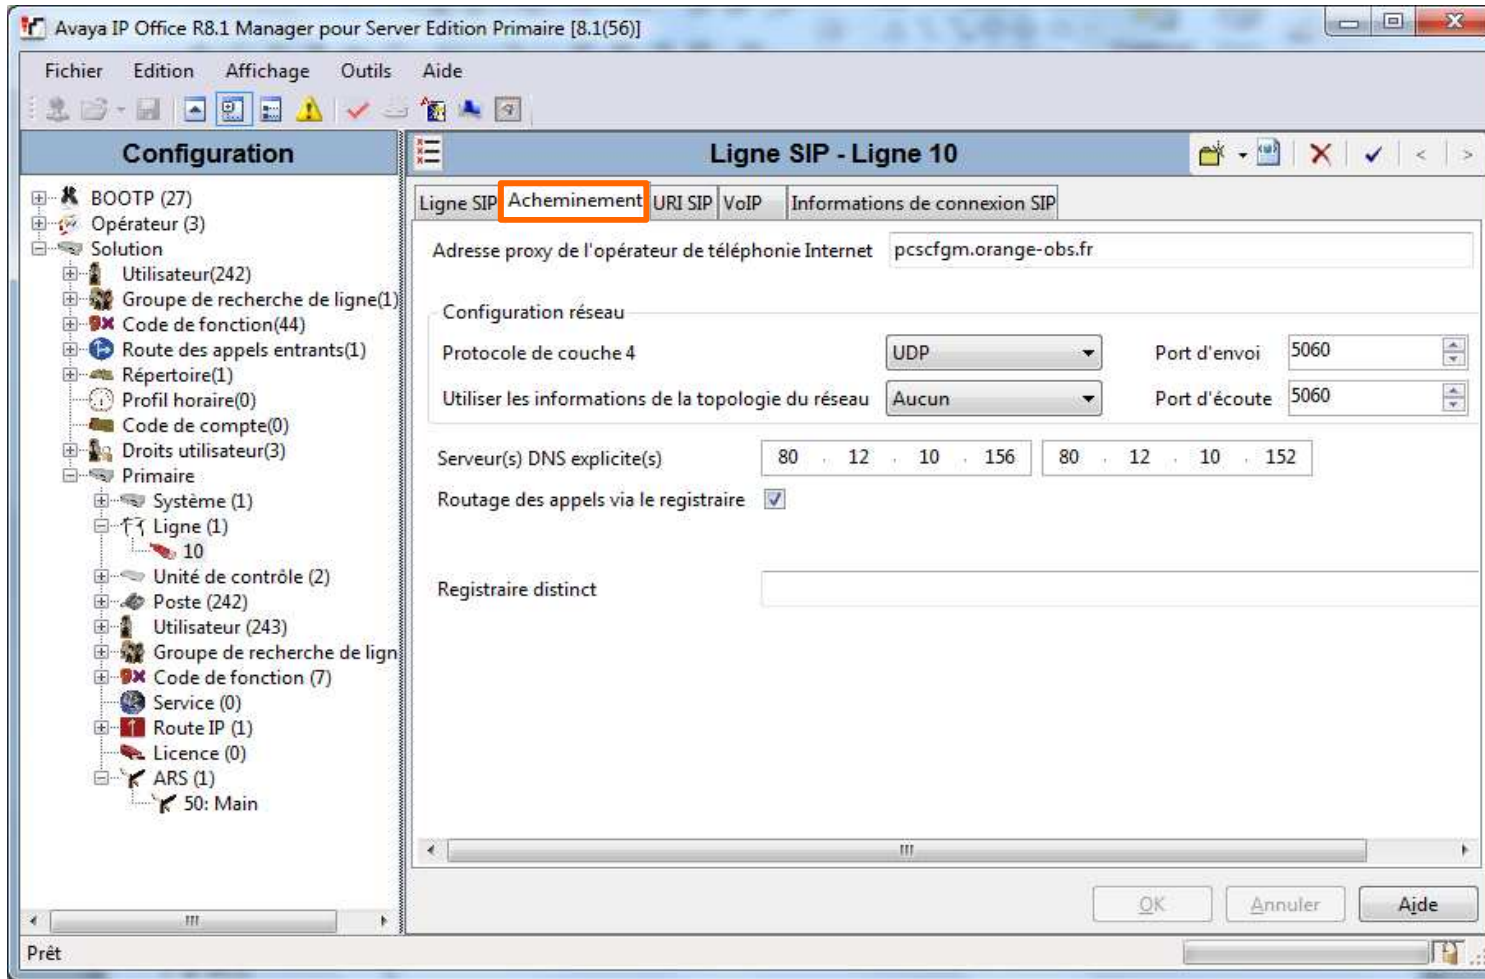 Avaya IP Office R8.1 Manager pour Server Edition Primaire [8.1(56)]
Fichier Edition Affichage Outils Aide
Configuration
BOOTP (27)
Opérateur (3)
Solution
Utilisateur(242)
Groupe de recherche de ligne(1)
Code de fonction(44)
Route des appels entrants(1)
Répertoire(1)
Profil horaire(0)
Code de compte(0)
Droits utilisateur(3)
Primaire
Système (1)
Ligne (1)
10
Unité de contrôle (2)
Poste (242)
Utilisateur (243)
Groupe de recherche de lign
Code de fonction (7)
Service (0)
Route IP (1)
Licence (0)
ARS (1)
50: Main
Ligne SIP - Ligne 10
Ligne SIP Acheminement URI SIP VoIP Informations de connexion SIP
Adresse proxy de l'opérateur de téléphonie Internet pcscfgm.orange-obs.fr
Configuration réseau
Protocole de couche 4 UDP Port d'envoi 5060
Utiliser les informations de la topologie du réseau Aucun Port d'écoute 5060
Serveur(s) DNS explicite(s) 80 . 12 . 10 . 156 80 . 12 . 10 . 152
Routage des appels via le registraire
Registraire distinct
OK Annuler Aide
Prêt